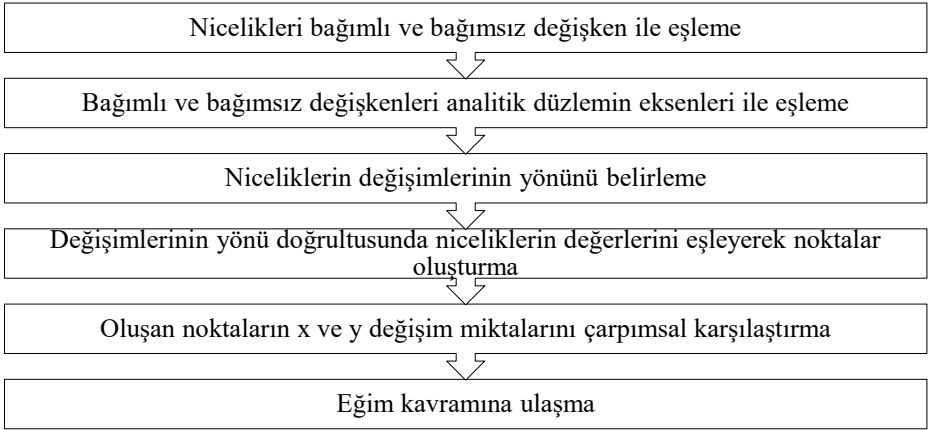 Nicelikleri bağımlı ve bağımsız değişken ile eşleme
Bağımlı ve bağımsız değişkenleri analitik düzlemin eksenleri ile eşleme
Niceliklerin değişimlerinin yönünü belirleme
Değişimlerinin yönü doğrultusunda niceliklerin değerlerini eşleyerek noktalar
oluşturma
Oluşan noktaların x ve y değişim miktalarını çarpımsal karşılaştırma
Eğim kavramına ulaşma